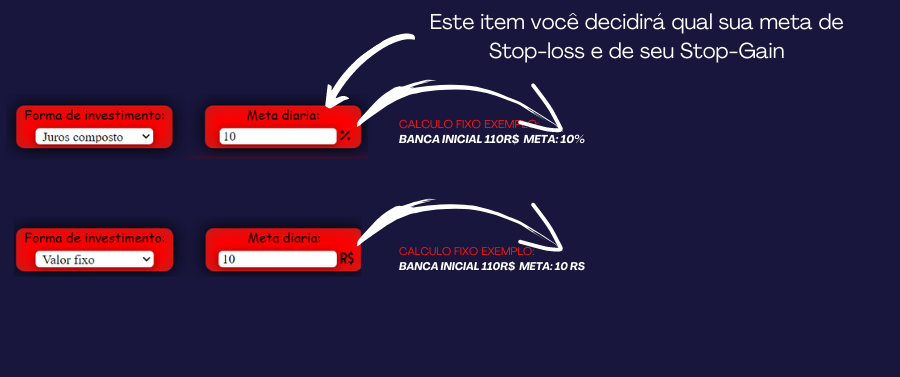 Este item você decidirá qual sua meta de
Stop-loss e de seu Stop-Gain
Forma de investimento:
Juros composto
Meta diaria:
10 %
CALCULO FIXO EXEMPLO:
BANCA INICIAL 110R$ META: 10%
Forma de investimento:
Valor fixo
Meta diaria:
10 R$
CALCULO FIXO EXEMPLO:
BANCA INICIAL 110R$ META: 10 RS